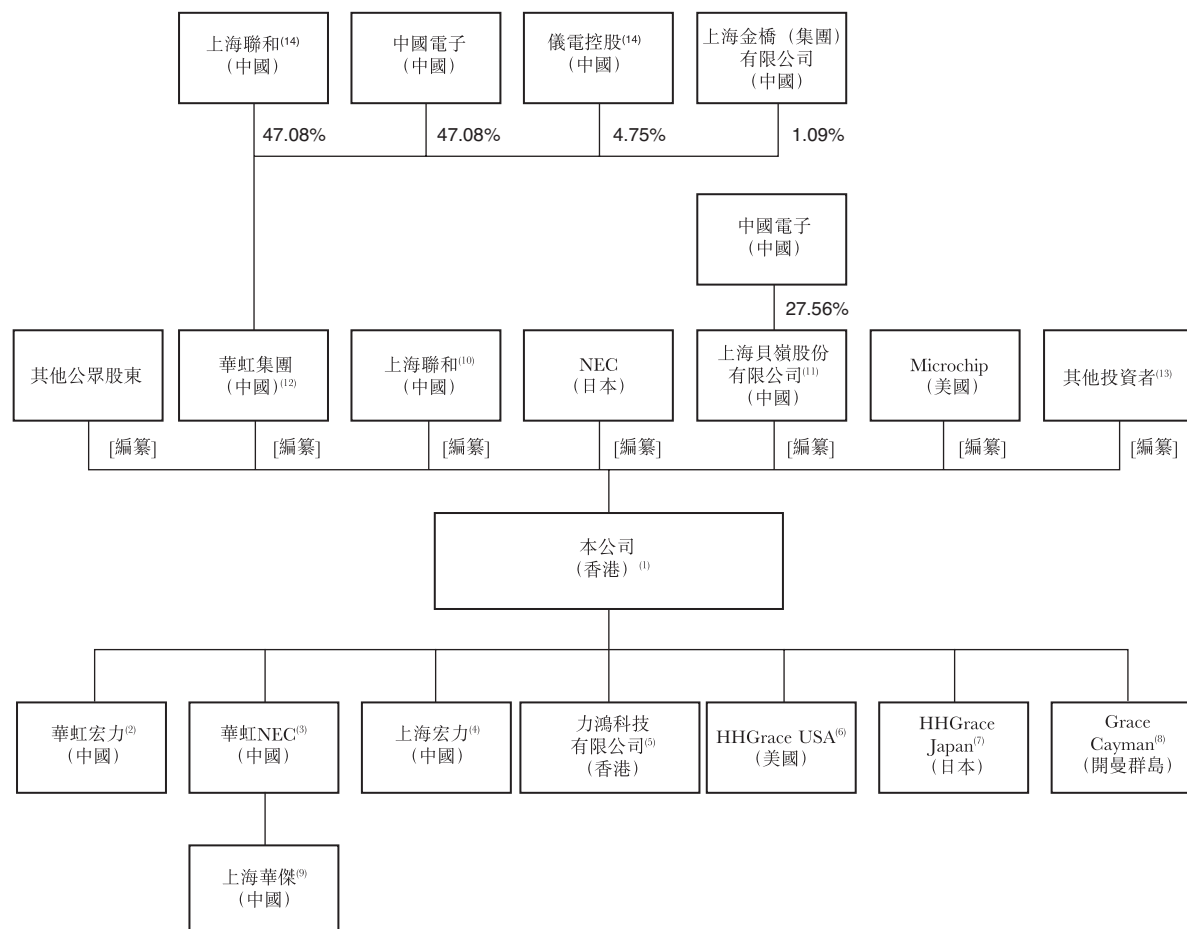 上海聯和(14)
（中國）
中國電子
（中國）
儀電控股(14)
（中國）
上海金橋（集團）
有限公司
（中國）
47.08%
47.08%
4.75%
1.09%
中國電子
（中國）
27.56%
其他公眾股東
華虹集團
（中國）(12)
上海聯和(10)
（中國）
NEC
（日本）
上海貝嶺股份
有限公司(11)
（中國）
Microchip
（美國）
其他投資者(13)
[編纂]
[編纂]
[編纂]
[編纂]
[編纂]
[編纂]
[編纂]
本公司
（香港）(1)
華虹宏力(2)
（中國）
華虹NEC(3)
（中國）
上海宏力(4)
（中國）
力鴻科技
有限公司(5)
（香港）
HHGrace USA(6)
（美國）
HHGrace
Japan(7)
（日本）
Grace
Cayman(8)
（開曼群島）
上海華傑(9)
（中國）